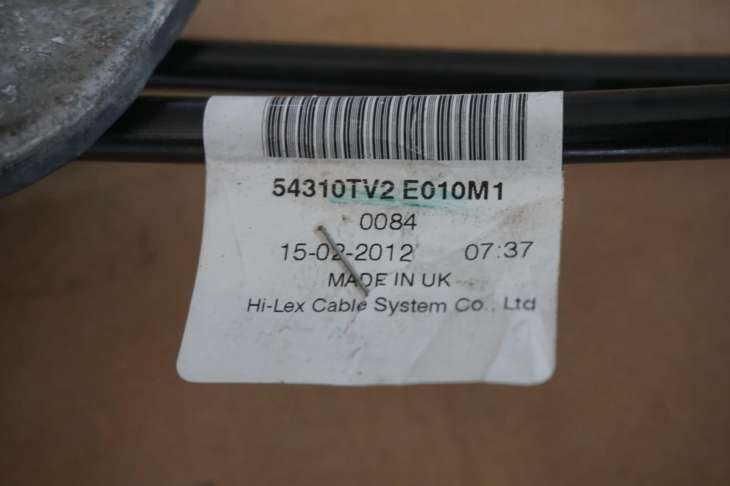 54310TV2 E010M1
0084
15-02-2012 07:37
MADE IN UK
Hi-Lex Cable System Co., Ltd